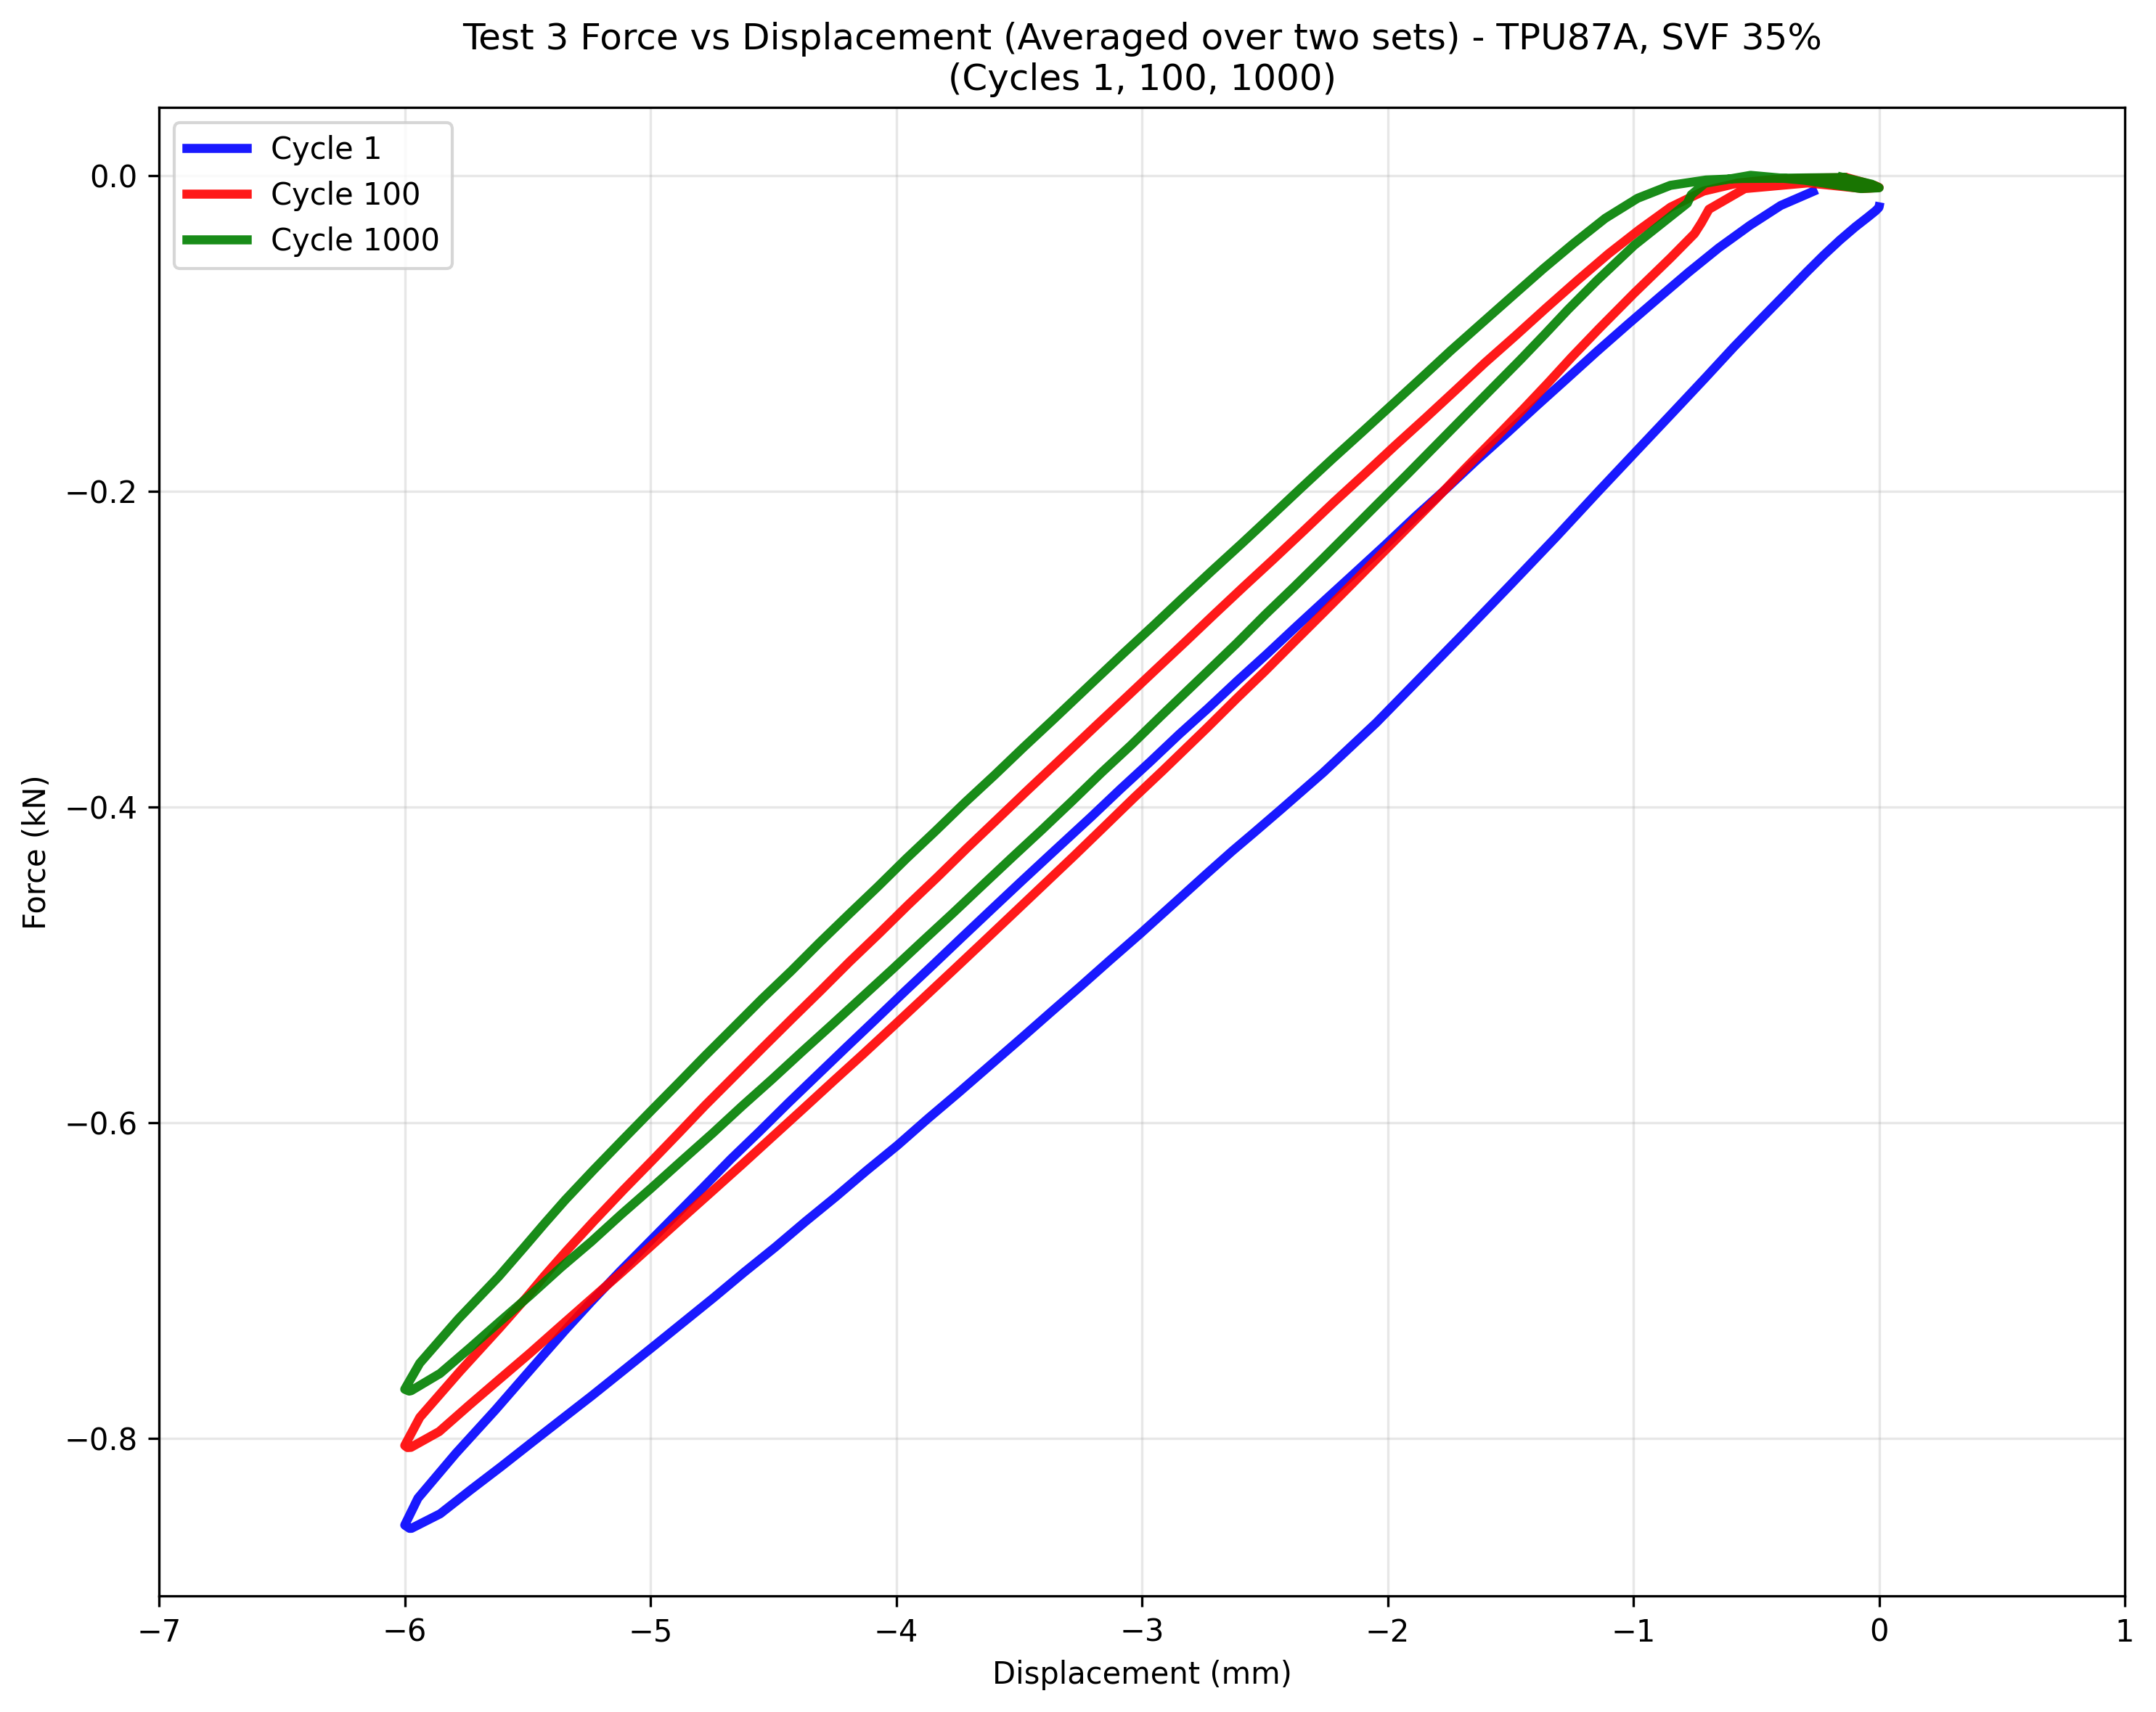 Test 3 Force vs Displacement (Averaged over two sets) - TPU87A, SVF 35%
(Cycles 1, 100, 1000)
Cycle 1
Cycle 100
Cycle 1000
0.0
−0.2
−0.4
−0.6
−0.8
Force (kN)
−7
−6
−5
−4
−3
−2
−1
0
1
Displacement (mm)